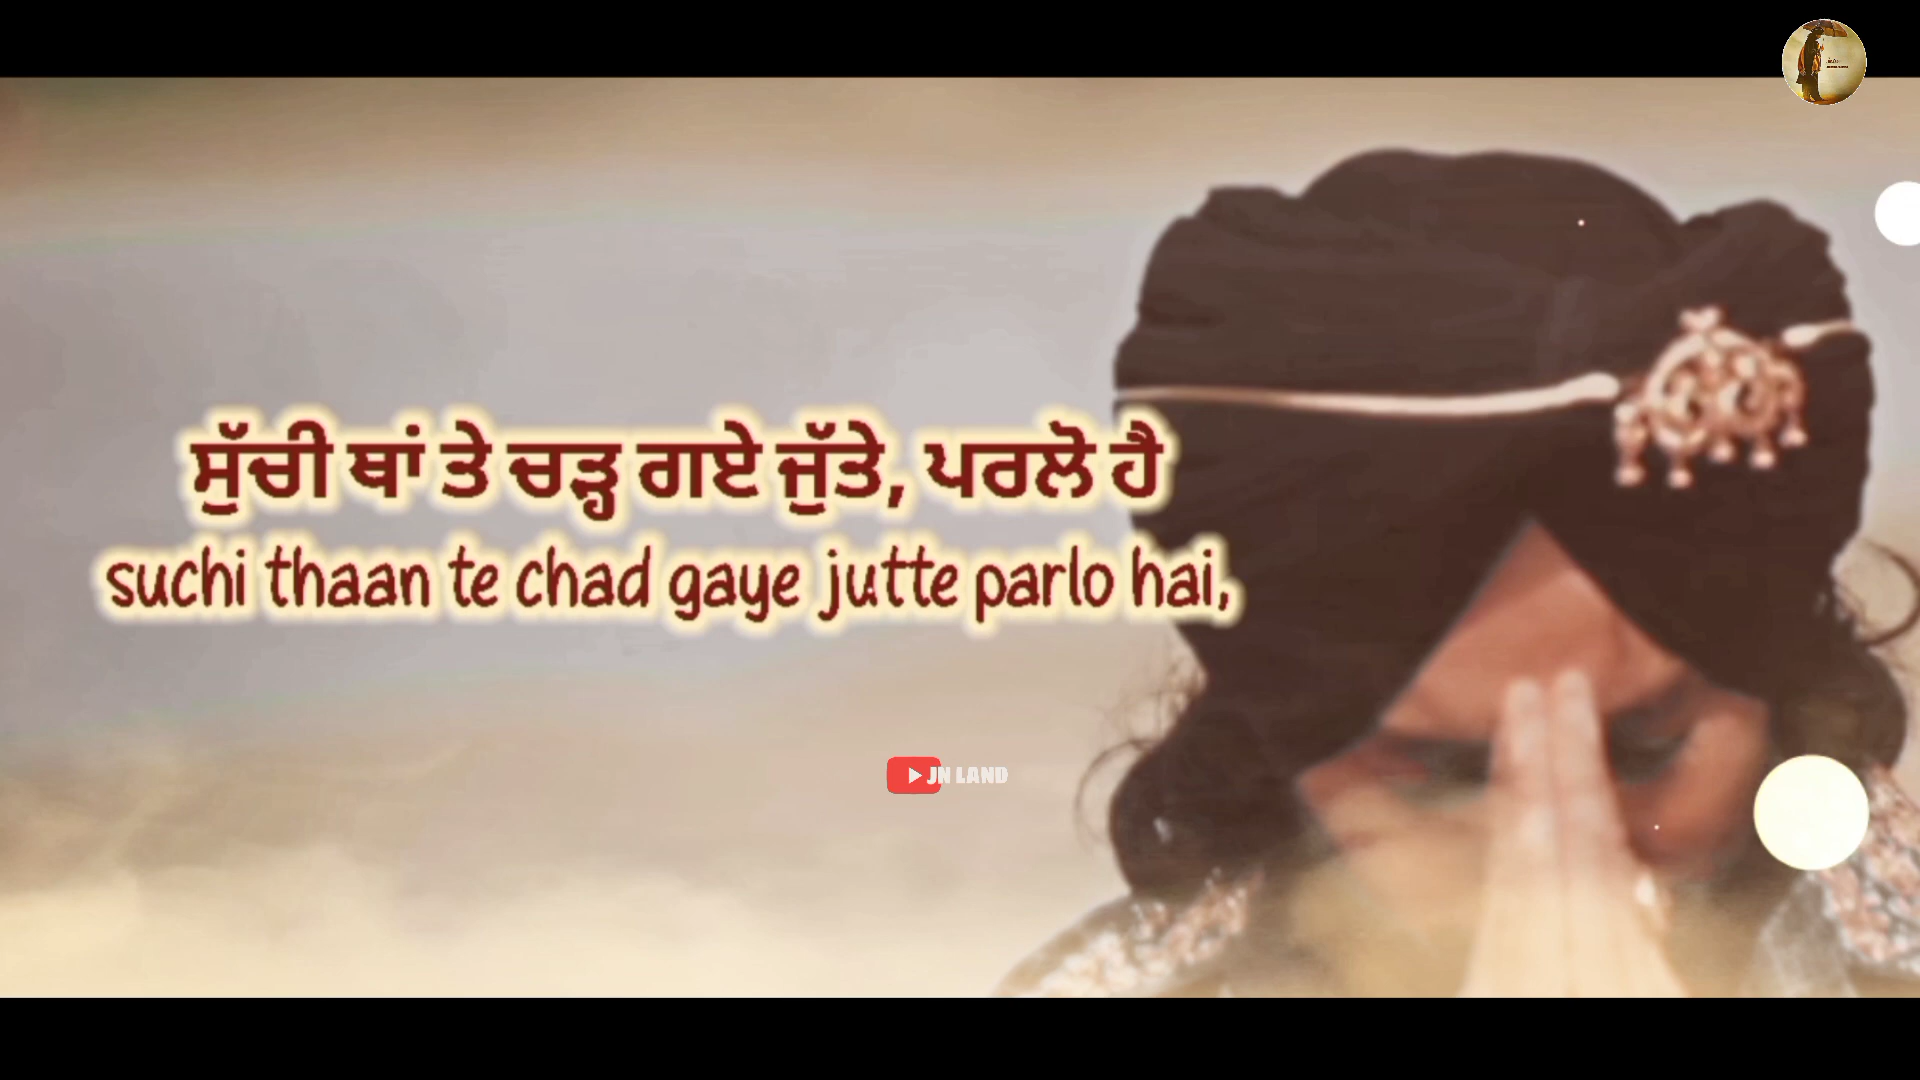 ਸੁੱਚੀ ਥਾਂ ਤੇ ਚੜ੍ਹ ਗਏ ਜੁੱਤੇ, ਪਰਲੋ ਹੈ
suchi thaan te chad gaye jutte parlo hai,
JN LAND